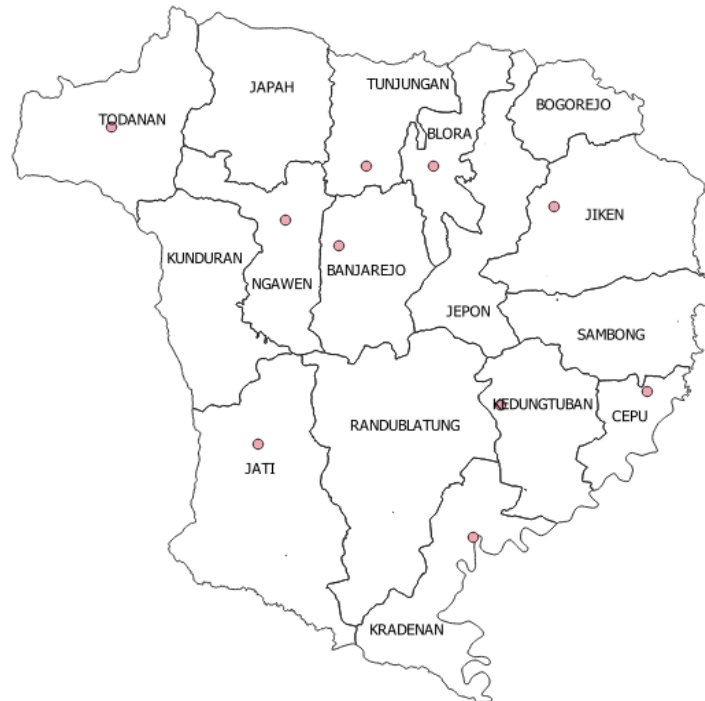 TUNJUNGAN
JAPAH
BOGOREJO
TODANAN
BLORA
JIKEN
KUNDURAN
BANJAREJO
NGAWEN
JEPON
SAMBONG
KEDUNGTUBAN
CEPU
RANDUBLATUNG
JATI
KRADENAN